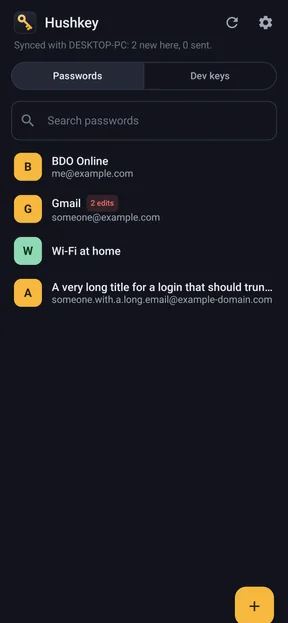 Hushkey
Synced with DESKTOP-PC: 2 new here, 0 sent.
Passwords Dev keys
Search passwords
B BDO Online
me@example.com
G Gmail 2 edits
someone@example.com
W Wi-Fi at home
A A very long title for a login that should trun...
someone.with.a.long.email@example-domain.com
+